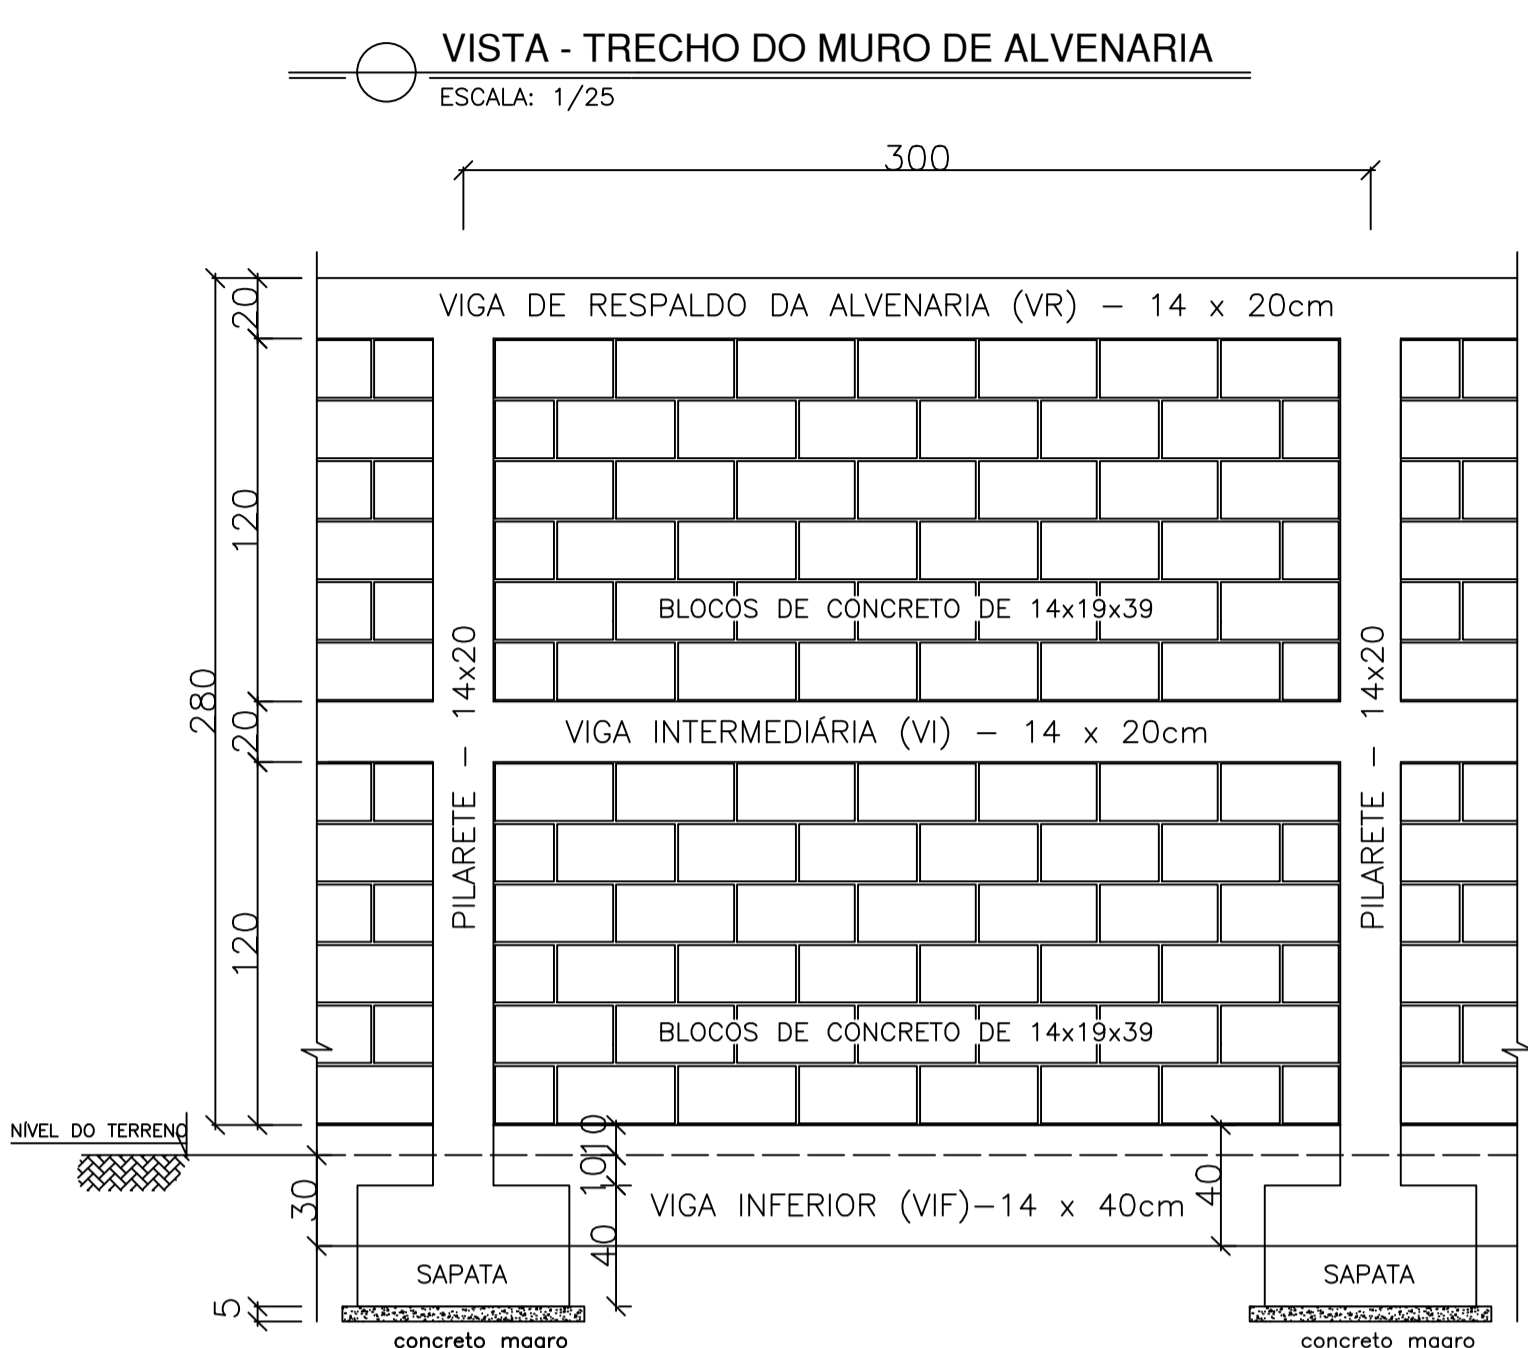 VISTA - TRECHO DO MURO DE ALVENARIA
ESCALA: 1/25
300
20
VIGA DE RESPALDO DA ALVENARIA (VR) - 14 x 20cm
120
BLOCOS DE CONCRETO DE 14x19x39
280
20
VIGA INTERMEDIÁRIA (VI) - 14 x 20cm
PILARETE - 14x20
PILARETE - 14x20
120
BLOCOS DE CONCRETO DE 14x19x39
NÍVEL DO TERRENO
10
10
30
VIGA INFERIOR (VIF)-14 x 40cm
40
40
SAPATA
SAPATA
5
concreto magro
concreto magro